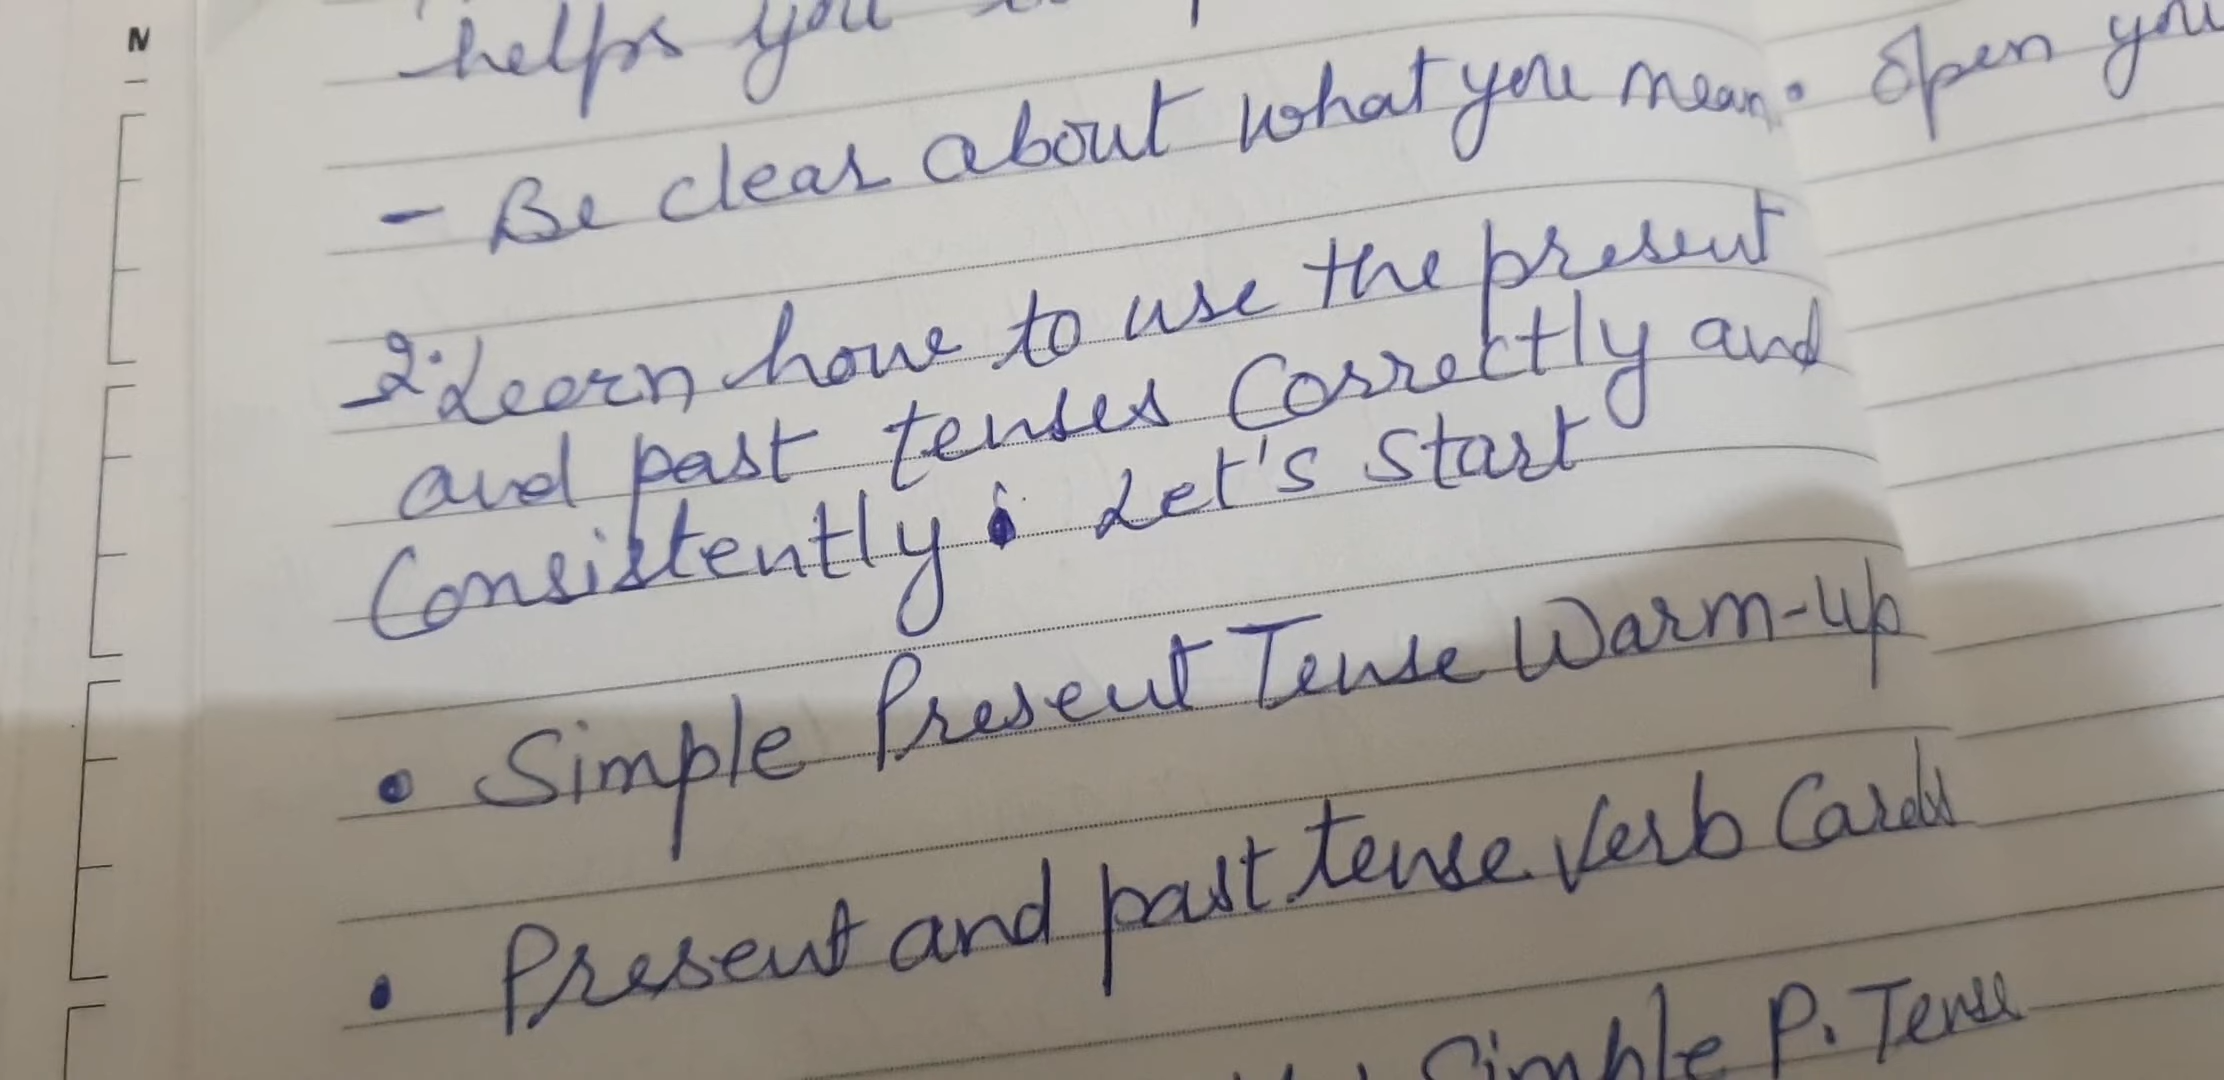 helps you
- Be clear about what you mean. Open you
2. Learn how to use the present
and past tenses correctly and
Consistently. Let's start
• Simple Present Tense Warm-up
• Present and past tense verb Cards
Simple P. Tense
M